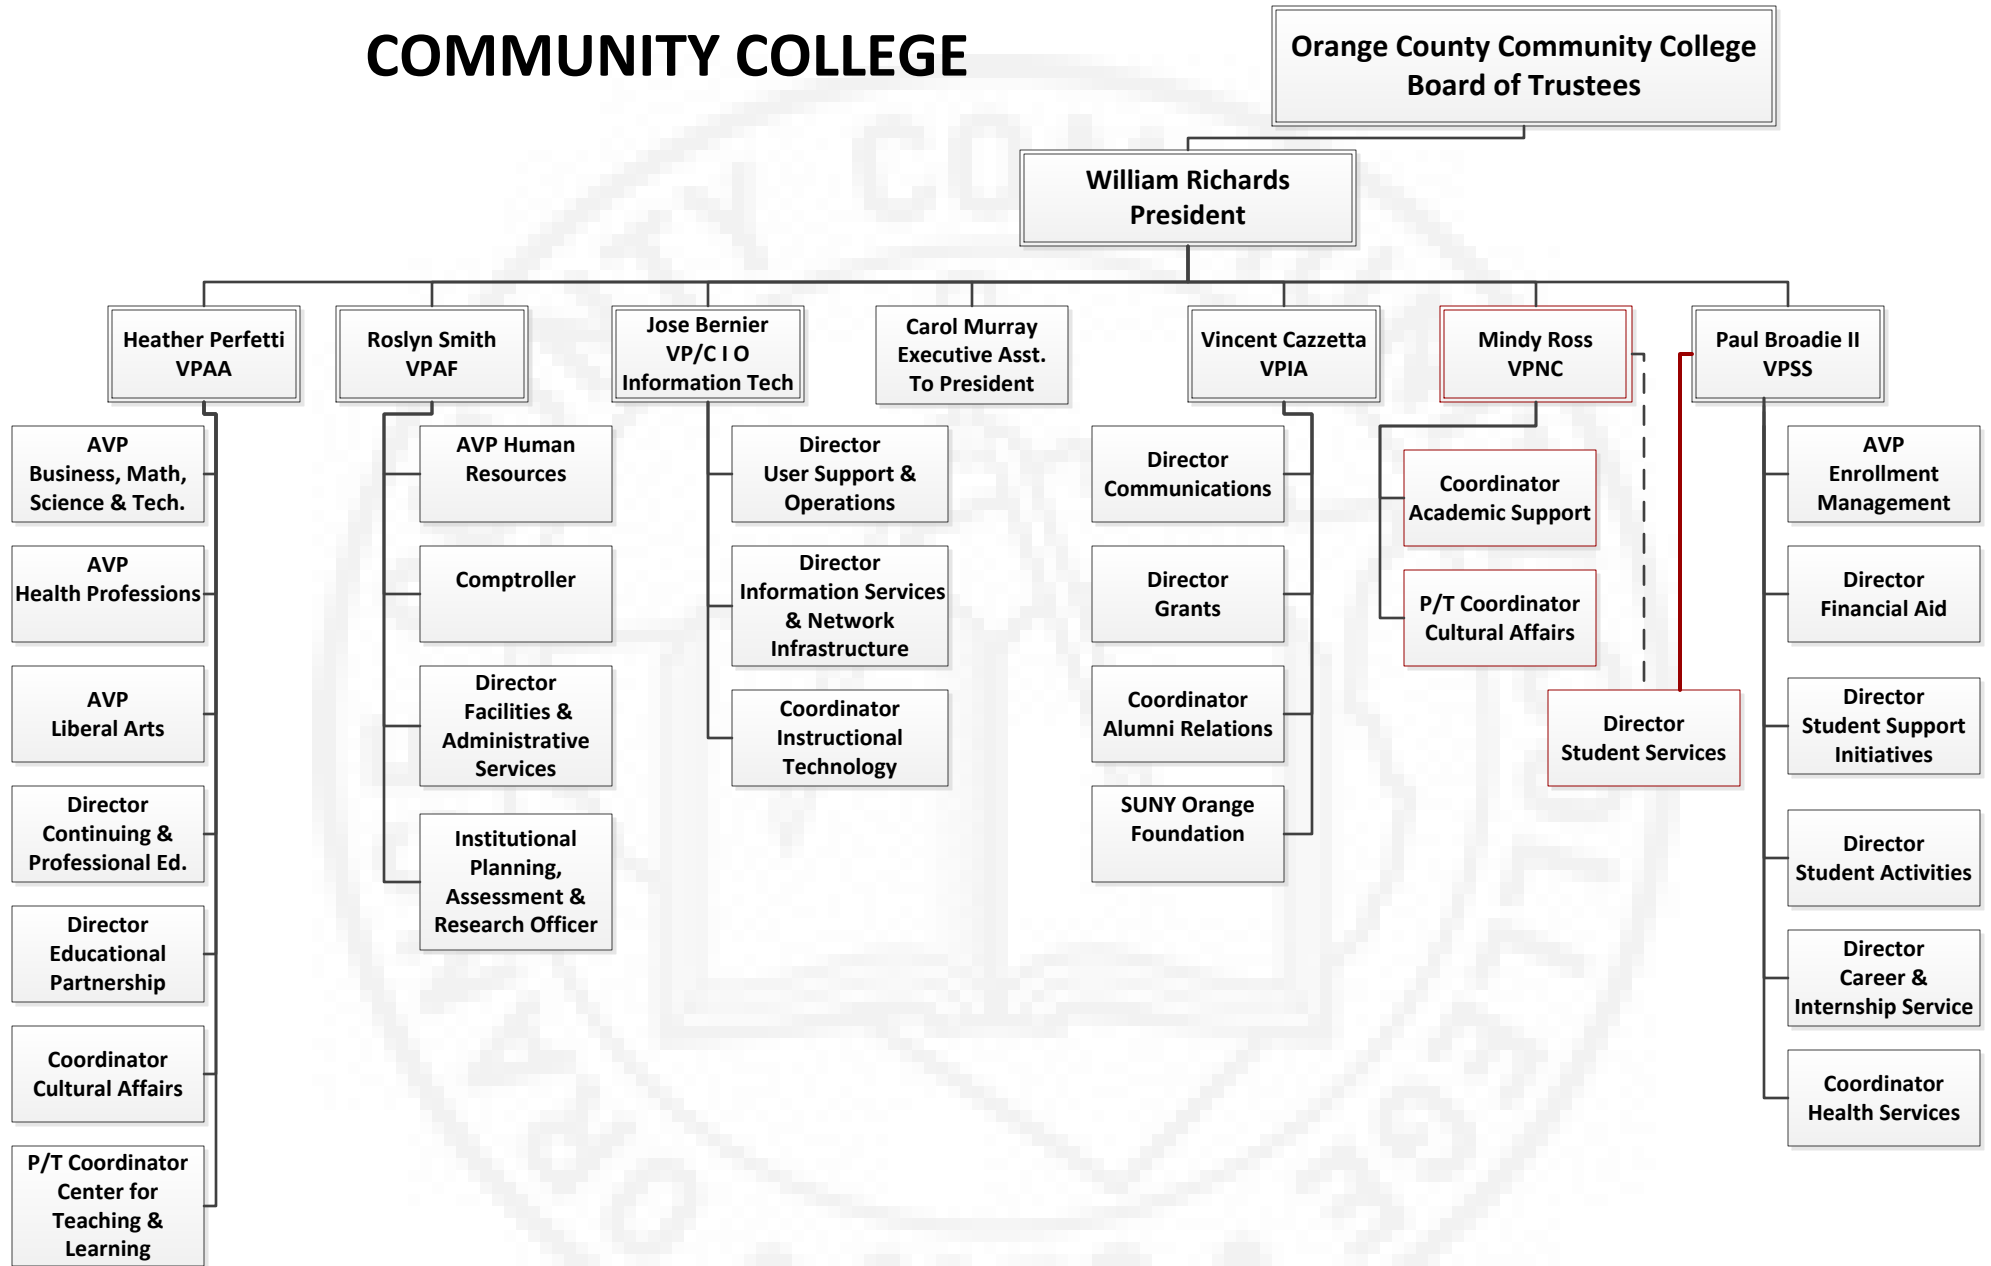 COMMUNITY COLLEGE
Orange County Community College
Board of Trustees
William Richards
President
Heather Perfetti
VPAA
Roslyn Smith
VPAF
Jose Bernier
VP/C I O
Information Tech
Carol Murray
Executive Asst.
To President
Vincent Cazzetta
VPIA
Mindy Ross
VPNC
Paul Broadie II
VPSS
AVP
Business, Math,
Science & Tech.
AVP
Health Professions
AVP
Liberal Arts
Director
Continuing &
Professional Ed.
Director
Educational
Partnership
Coordinator
Cultural Affairs
P/T Coordinator
Center for
Teaching &
Learning
AVP Human
Resources
Comptroller
Director
Facilities &
Administrative
Services
Institutional
Planning,
Assessment &
Research Officer
Director
User Support &
Operations
Director
Information Services
& Network
Infrastructure
Coordinator
Instructional
Technology
Director
Communications
Director
Grants
Coordinator
Alumni Relations
SUNY Orange
Foundation
Coordinator
Academic Support
P/T Coordinator
Cultural Affairs
Director
Student Services
AVP
Enrollment
Management
Director
Financial Aid
Director
Student Support
Initiatives
Director
Student Activities
Director
Career &
Internship Service
Coordinator
Health Services